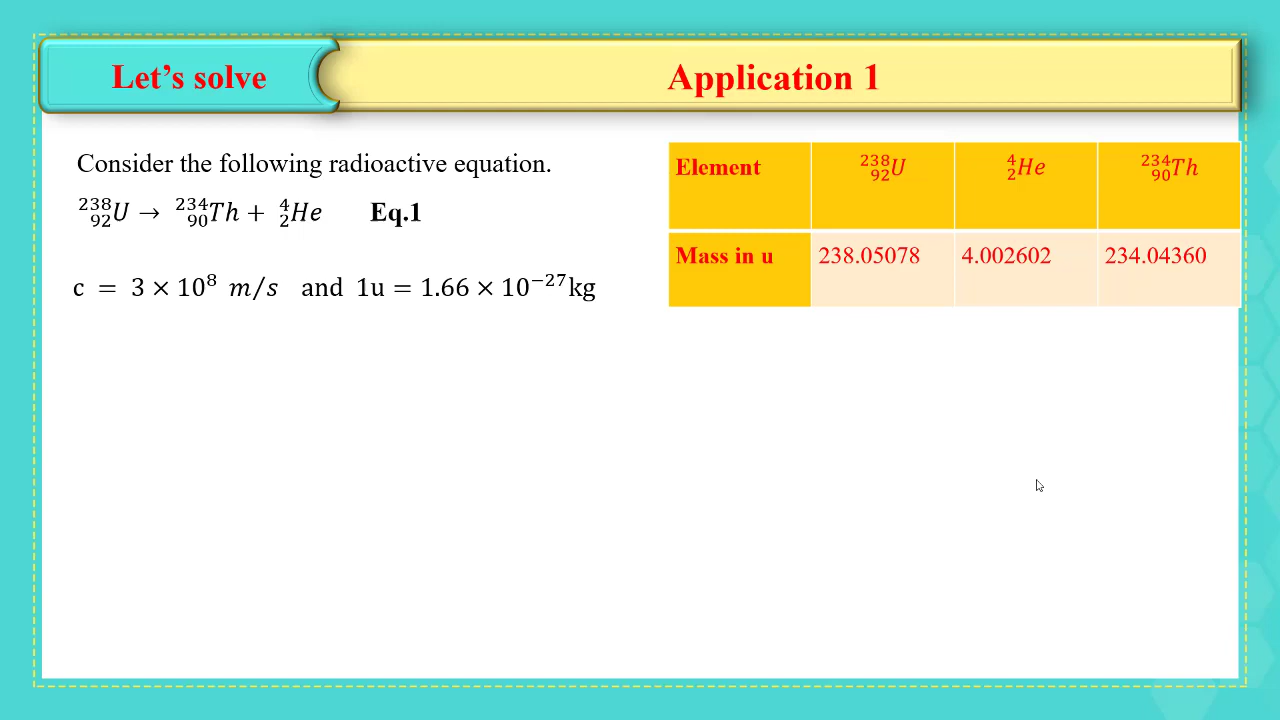 Let's solve
Application 1
Consider the following radioactive equation.
²³⁸₉₂U → ²³⁴₉₀Th + ⁴₂He Eq.1
c = 3 × 10⁸ m/s and 1u = 1.66 × 10⁻²⁷kg
Element ²³⁸₉₂U ⁴₂He ²³⁴₉₀Th
Mass in u 238.05078 4.002602 234.04360